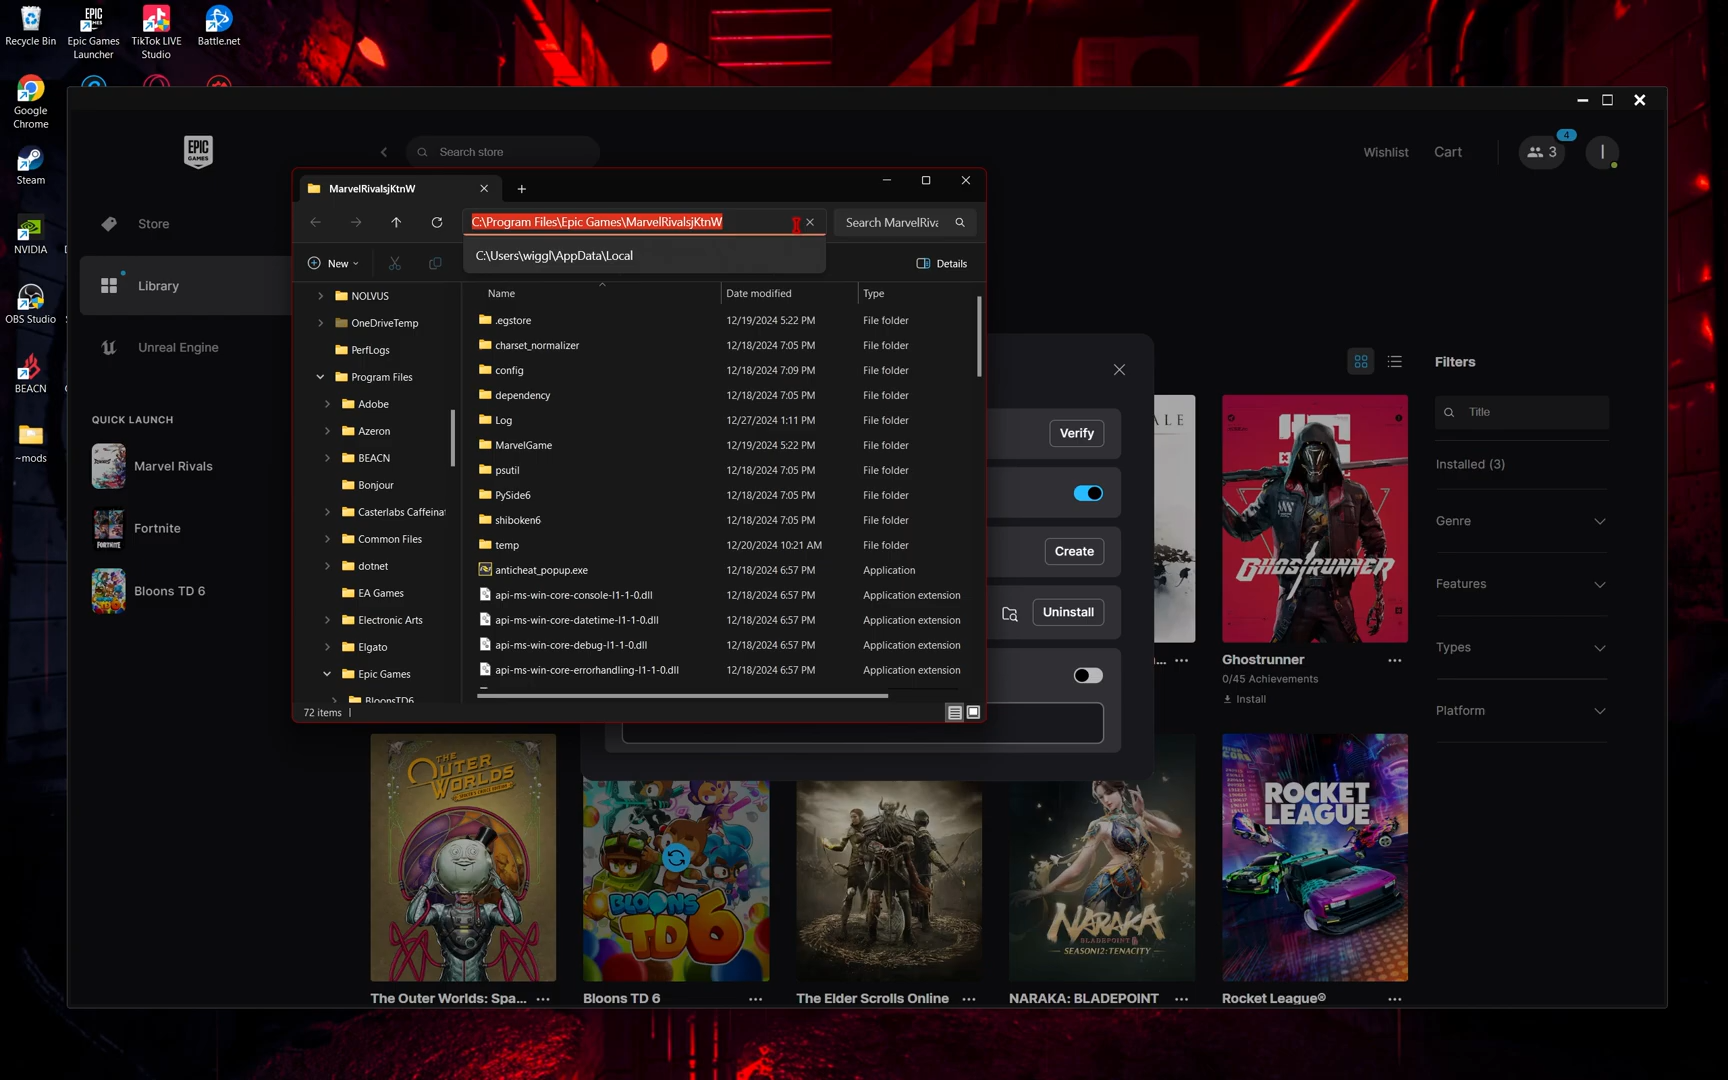 Recycle Bin
Epic Games
Launcher
TikTok LIVE
Studio
Battle.net
Google
Chrome
Steam
NVIDIA
OBS Studio
BEACN
~mods
EPIC
GAMES
Search store
Wishlist
Cart
4
3
I
Store
Library
Unreal Engine
QUICK LAUNCH
Marvel Rivals
Fortnite
Bloons TD 6
MarvelRivalsjKtnW
C:\Program Files\Epic Games\MarvelRivalsjKtnW
Search MarvelRiva
C:\Users\wiggl\AppData\Local
New
Details
NOLVUS
OneDriveTemp
PerfLogs
Program Files
Adobe
Azeron
BEACN
Bonjour
Casterlabs Caffeinat
Common Files
dotnet
EA Games
Electronic Arts
Elgato
Epic Games
BloonsTD6
Name Date modified Type
.egstore 12/19/2024 5:22 PM File folder
charset_normalizer 12/18/2024 7:05 PM File folder
config 12/18/2024 7:09 PM File folder
dependency 12/18/2024 7:05 PM File folder
Log 12/27/2024 1:11 PM File folder
MarvelGame 12/19/2024 5:22 PM File folder
psutil 12/18/2024 7:05 PM File folder
PySide6 12/18/2024 7:05 PM File folder
shiboken6 12/18/2024 7:05 PM File folder
temp 12/20/2024 10:21 AM File folder
anticheat_popup.exe 12/18/2024 6:57 PM Application
api-ms-win-core-console-l1-1-0.dll 12/18/2024 6:57 PM Application extension
api-ms-win-core-datetime-l1-1-0.dll 12/18/2024 6:57 PM Application extension
api-ms-win-core-debug-l1-1-0.dll 12/18/2024 6:57 PM Application extension
api-ms-win-core-errorhandling-l1-1-0.dll 12/18/2024 6:57 PM Application extension
72 items
Verify
Create
Uninstall
GHOSTRUNNER
Ghostrunner
0/45 Achievements
Install
Filters
Title
Installed (3)
Genre
Features
Types
Platform
THE
OUTER
WORLDS
BLOONS
TD6
NARAKA
BLADEPOINT
SEASON12:TENACITY
ROCKET
LEAGUE
The Outer Worlds: Spa...
Bloons TD 6
The Elder Scrolls Online
NARAKA: BLADEPOINT
Rocket League®